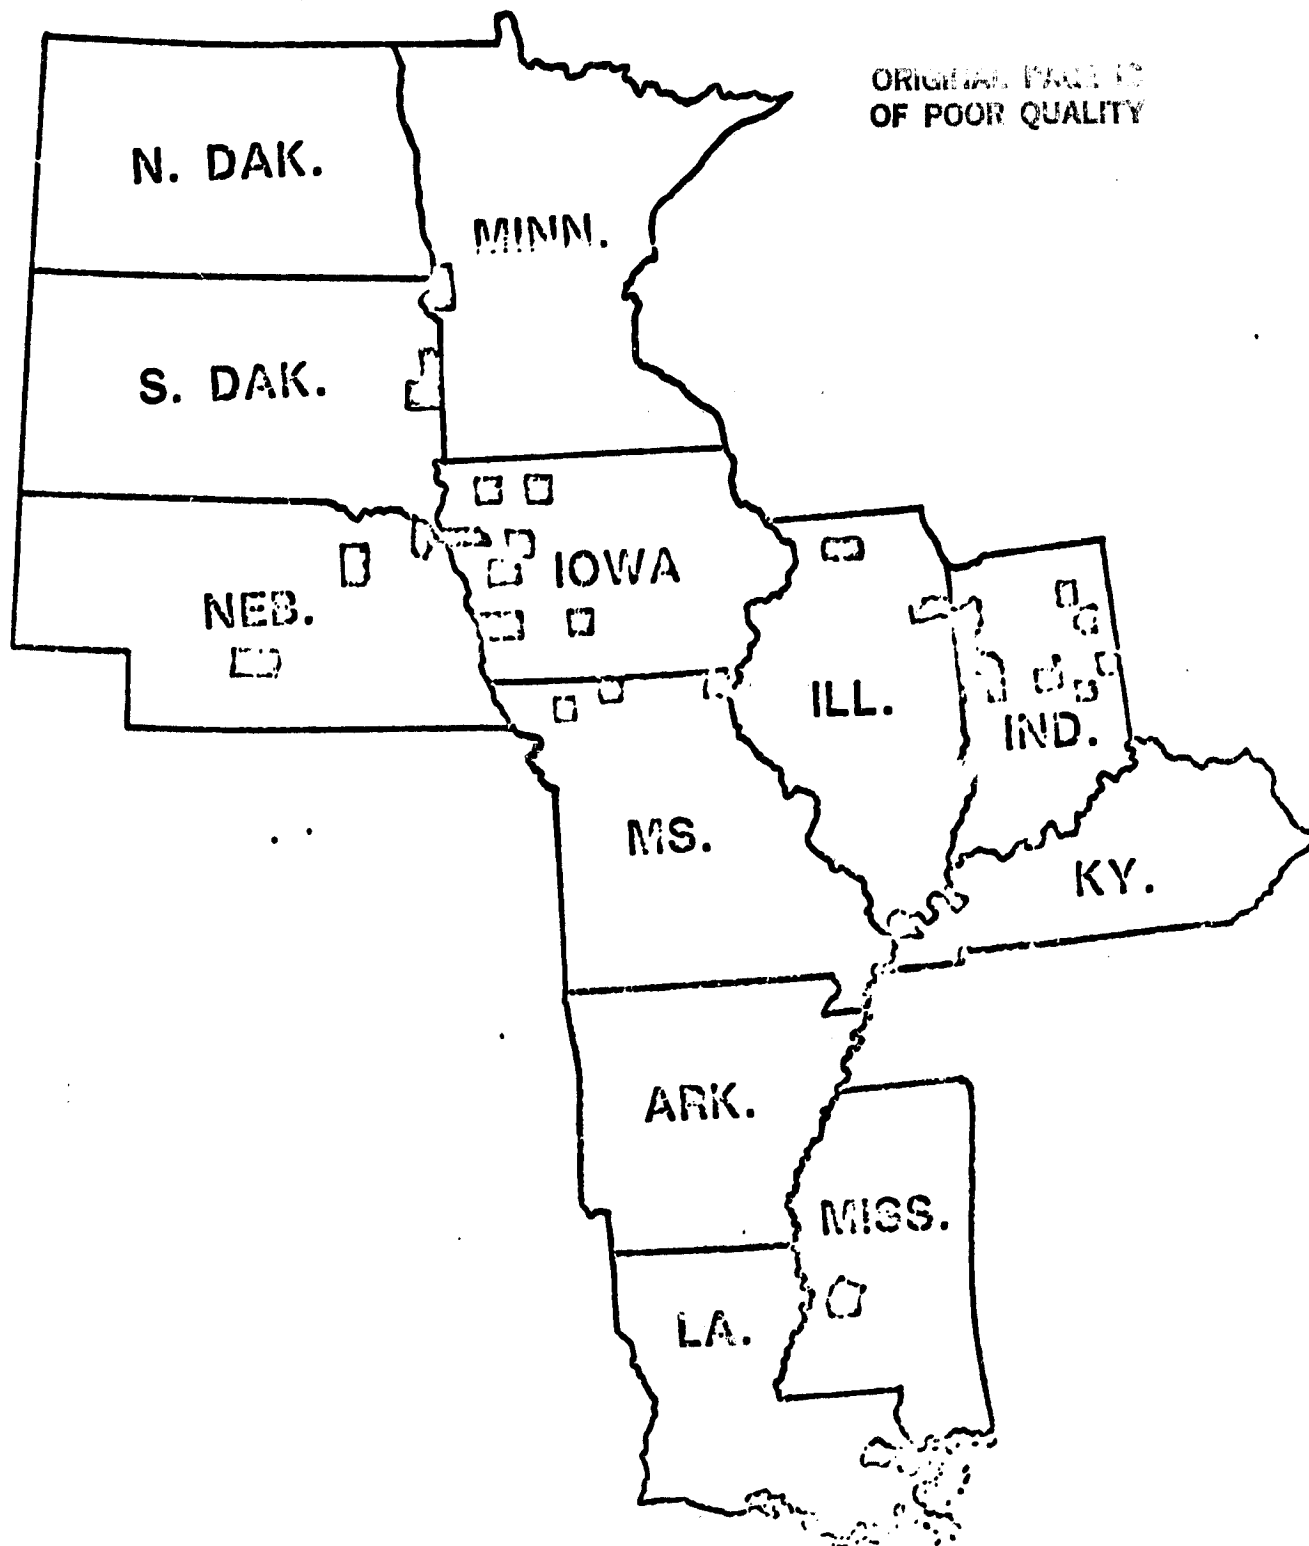 ORIGINAL PAGE IS
OF POOR QUALITY
N. DAK.
MINN.
S. DAK.
IOWA
NEB.
ILL.
IND.
MS.
KY.
ARK.
MISS.
LA.